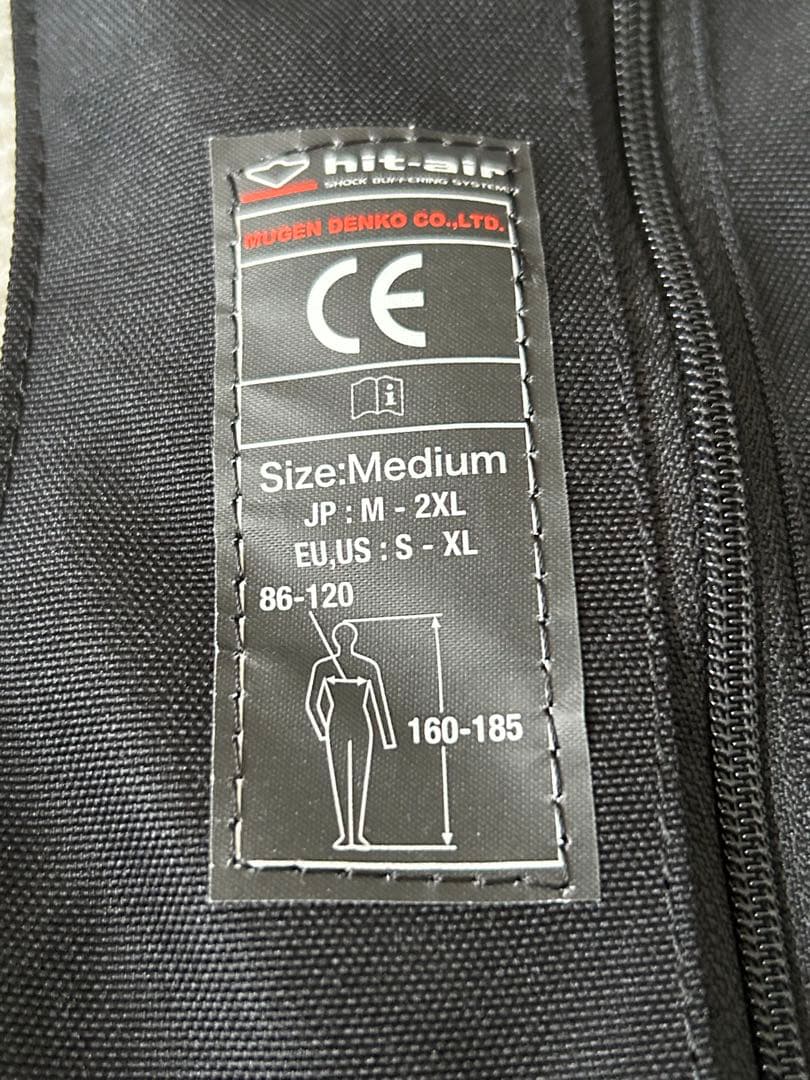 hit-air
SHOCK BUFFERING SYSTEM
MUGEN DENKO CO.,LTD.
CE
i
Size:Medium
JP : M - 2XL
EU,US : S - XL
86-120
160-185